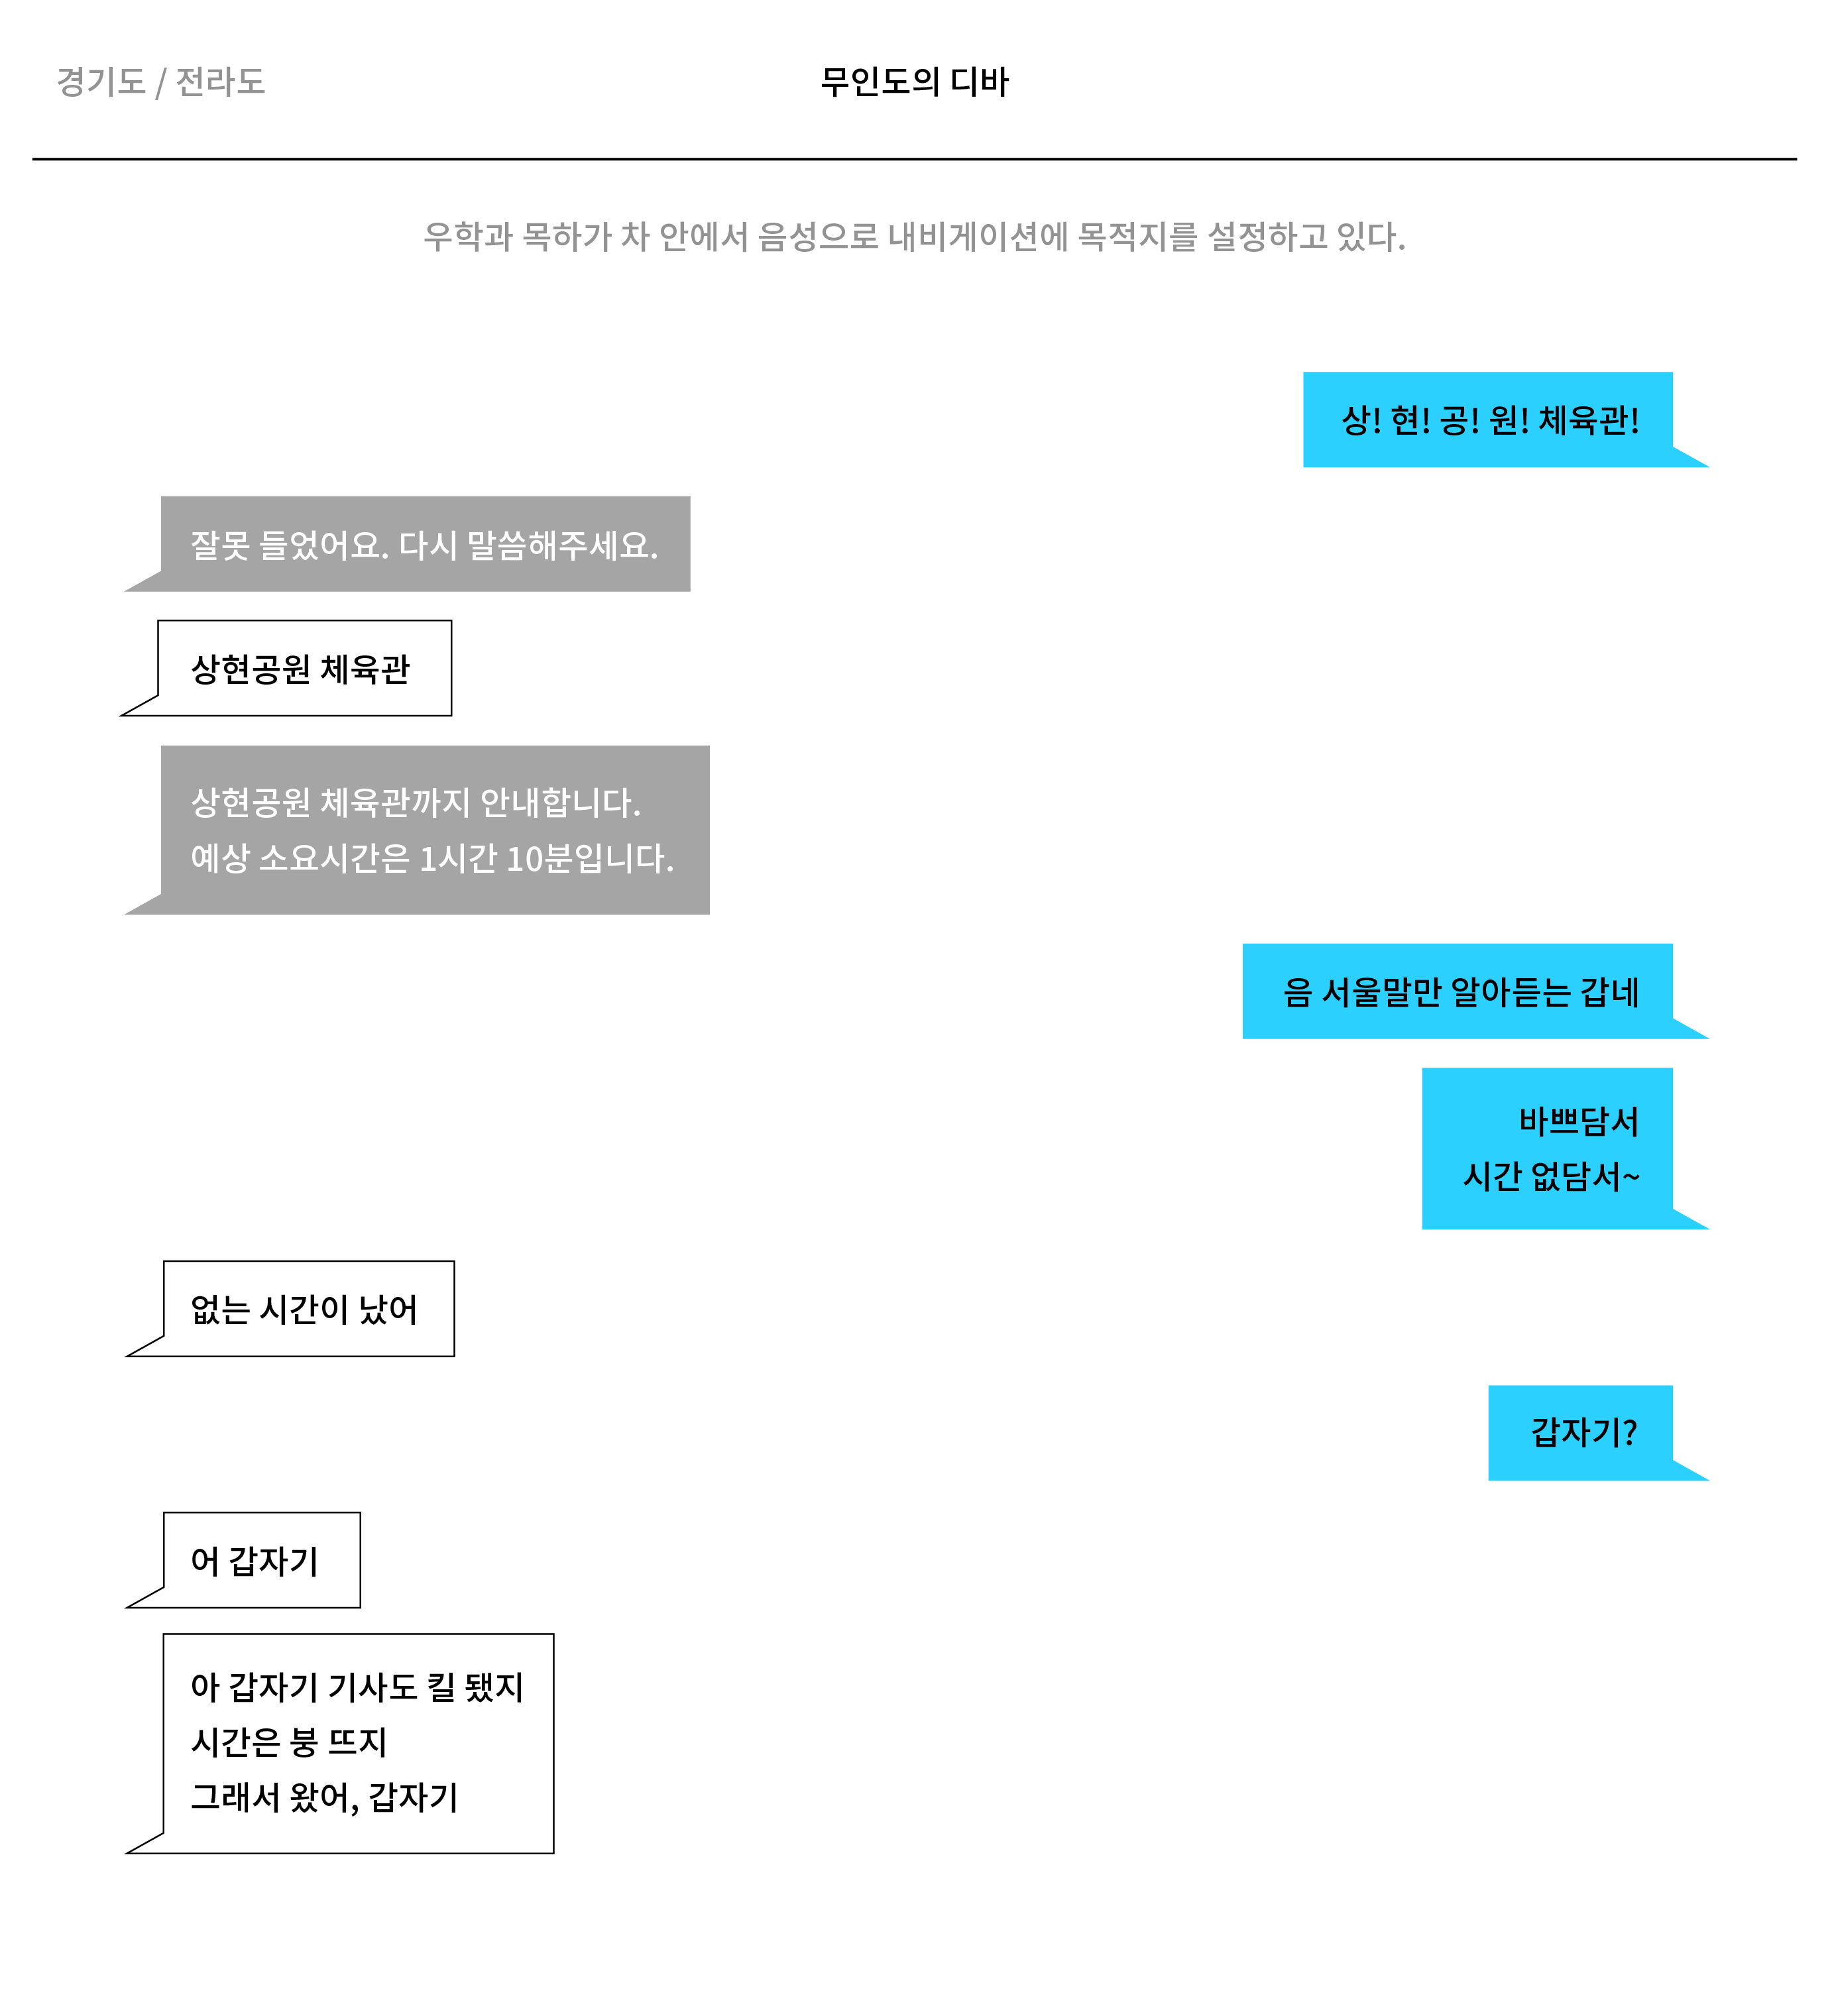 경기도 / 전라도
무인도의 디바
우학과 목하가 차 안에서 음성으로 내비게이션에 목적지를 설정하고 있다.
상! 현! 공! 원! 체육관!
잘못 들었어요. 다시 말씀해주세요.
상현공원 체육관
상현공원 체육관까지 안내합니다.
예상 소요시간은 1시간 10분입니다.
음 서울말만 알아듣는 갑네
바쁘담서
시간 없담서~
없는 시간이 났어
갑자기?
어 갑자기
아 갑자기 기사도 킬 됐지
시간은 붕 뜨지
그래서 왔어, 갑자기